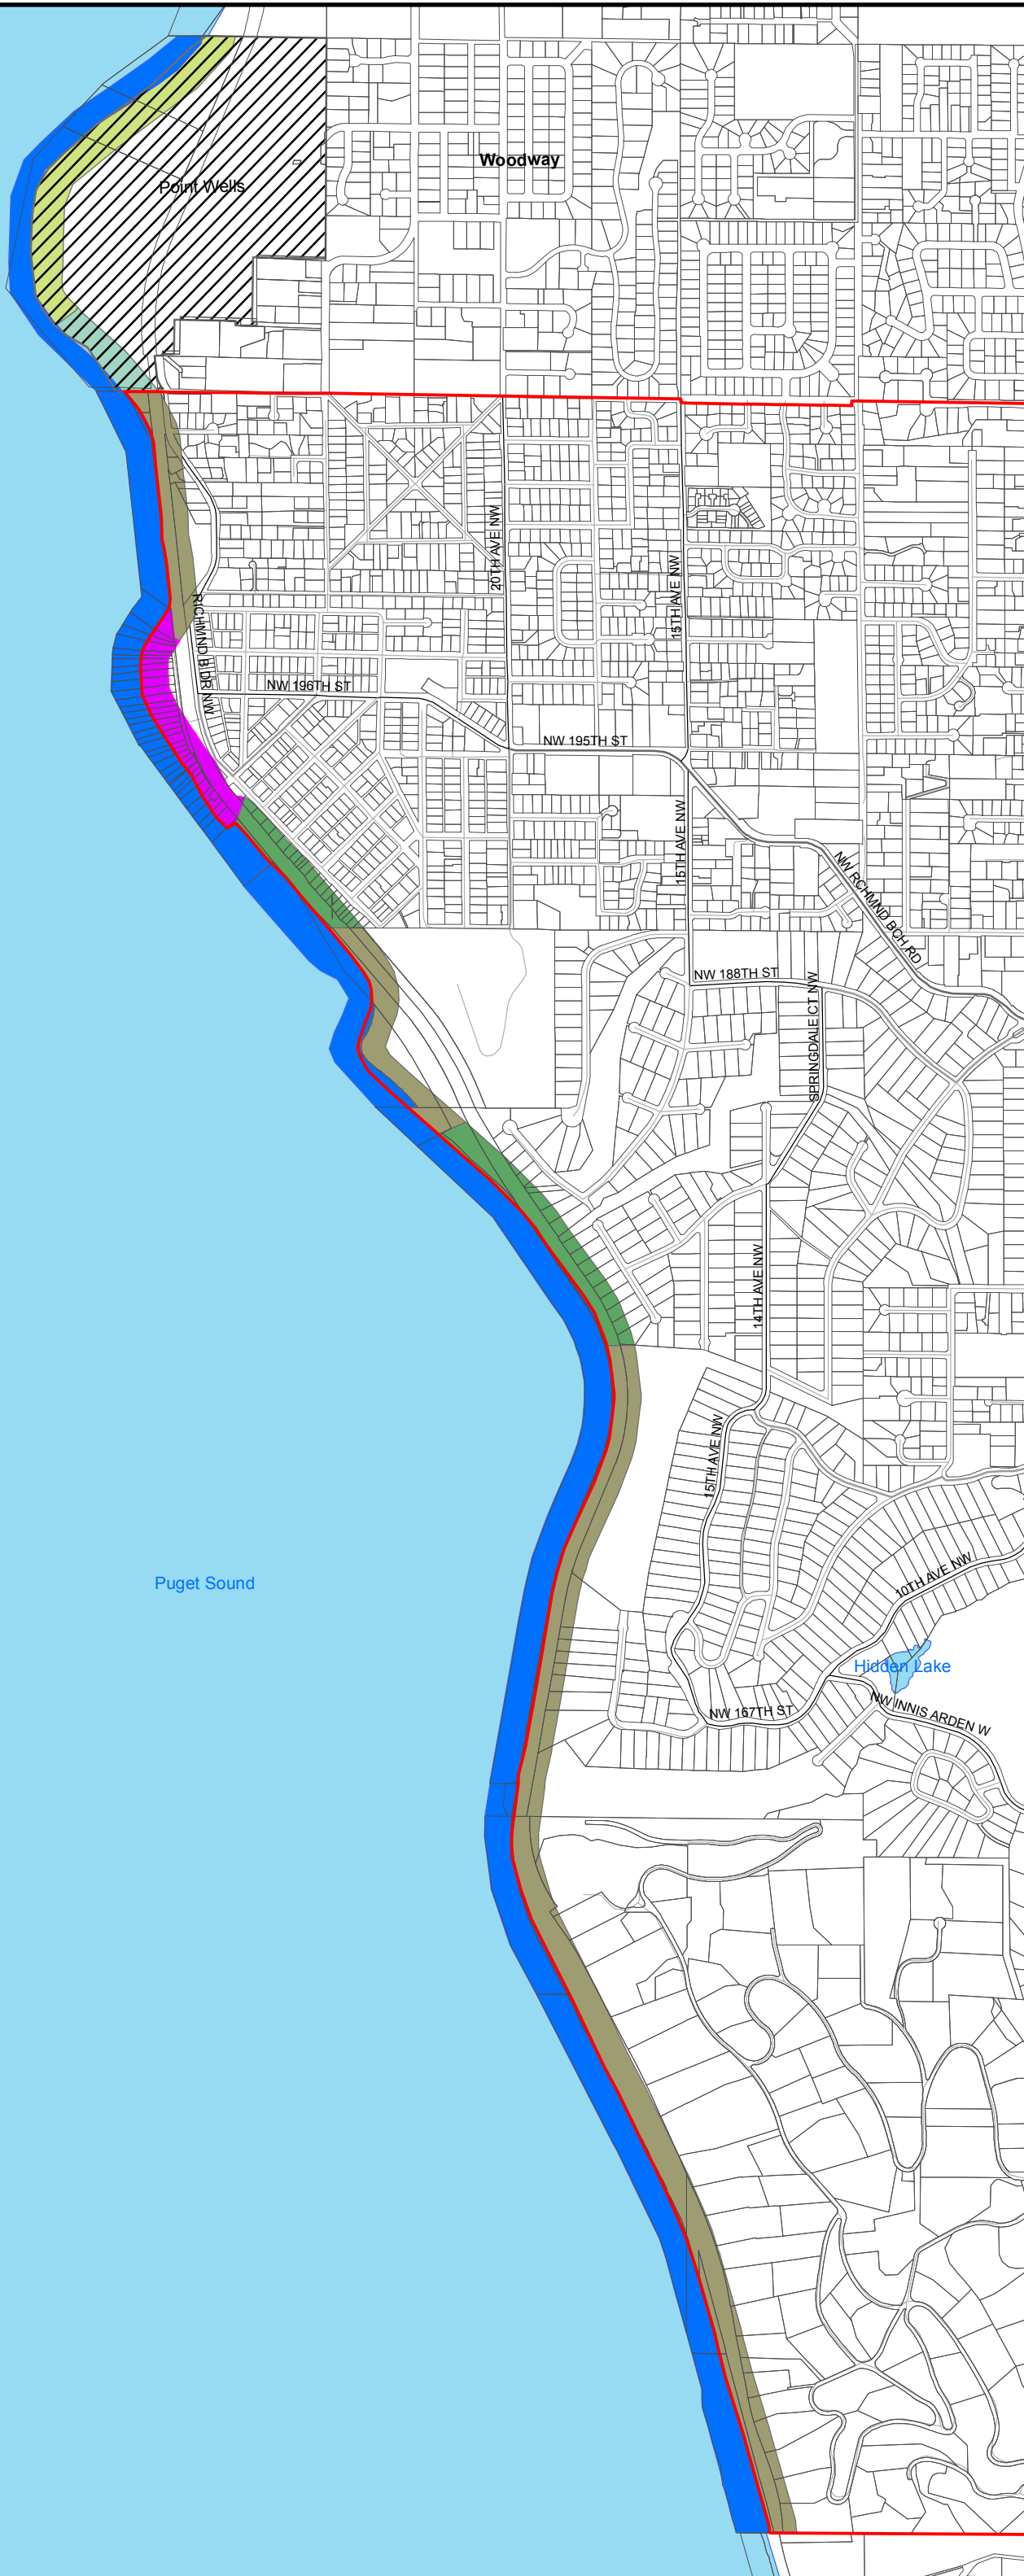 Woodway
Point Wells
20TH AVE NW
15TH AVE NW
RICHMND B DR NW
NW 196TH ST
NW 195TH ST
15TH AVE NW
NW RCHMND BCH RD
NW 188TH ST
SPRINGDALE CT NW
14TH AVE NW
15TH AVE NW
10TH AVE NW
Puget Sound
Hidden Lake
NW INNIS ARDEN W
NW 167TH ST